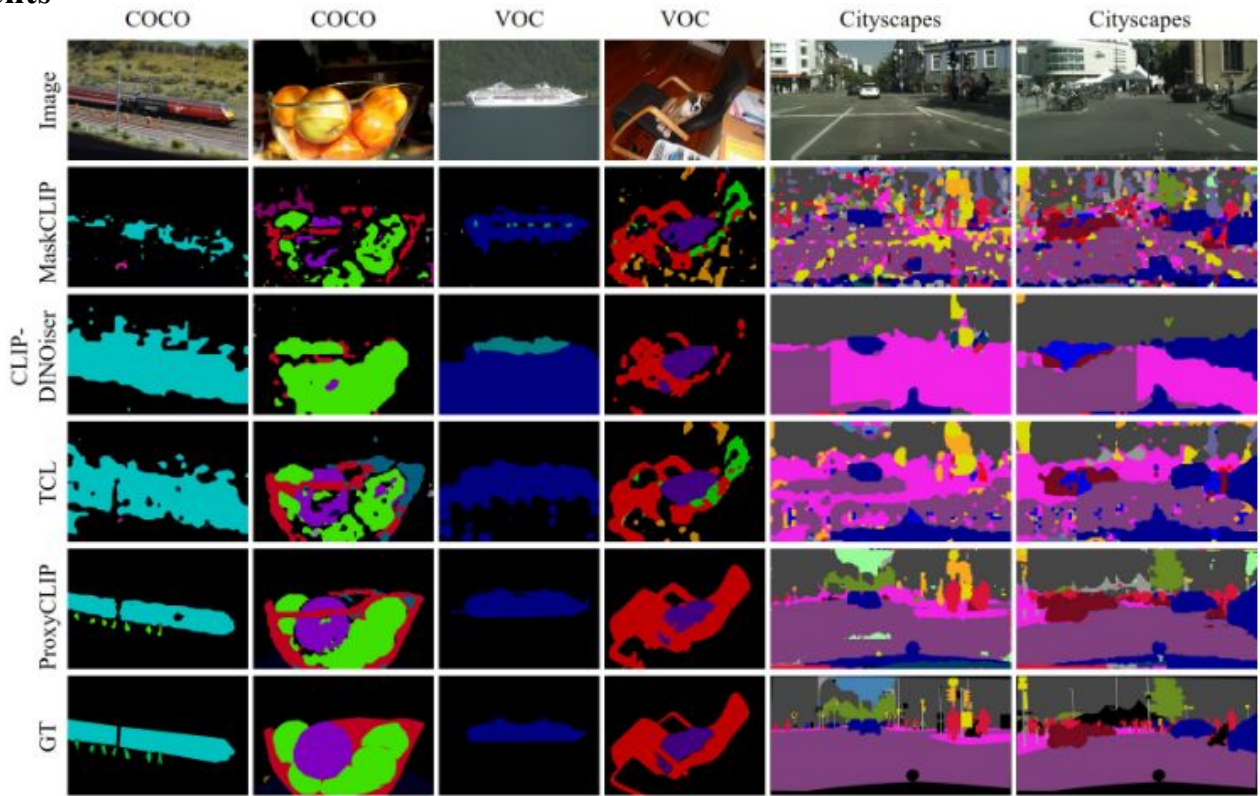 COCO COCO VOC VOC Cityscapes Cityscapes
Image
MaskCLIP
CLIP-
DINOiser
TCL
ProxyCLIP
GT